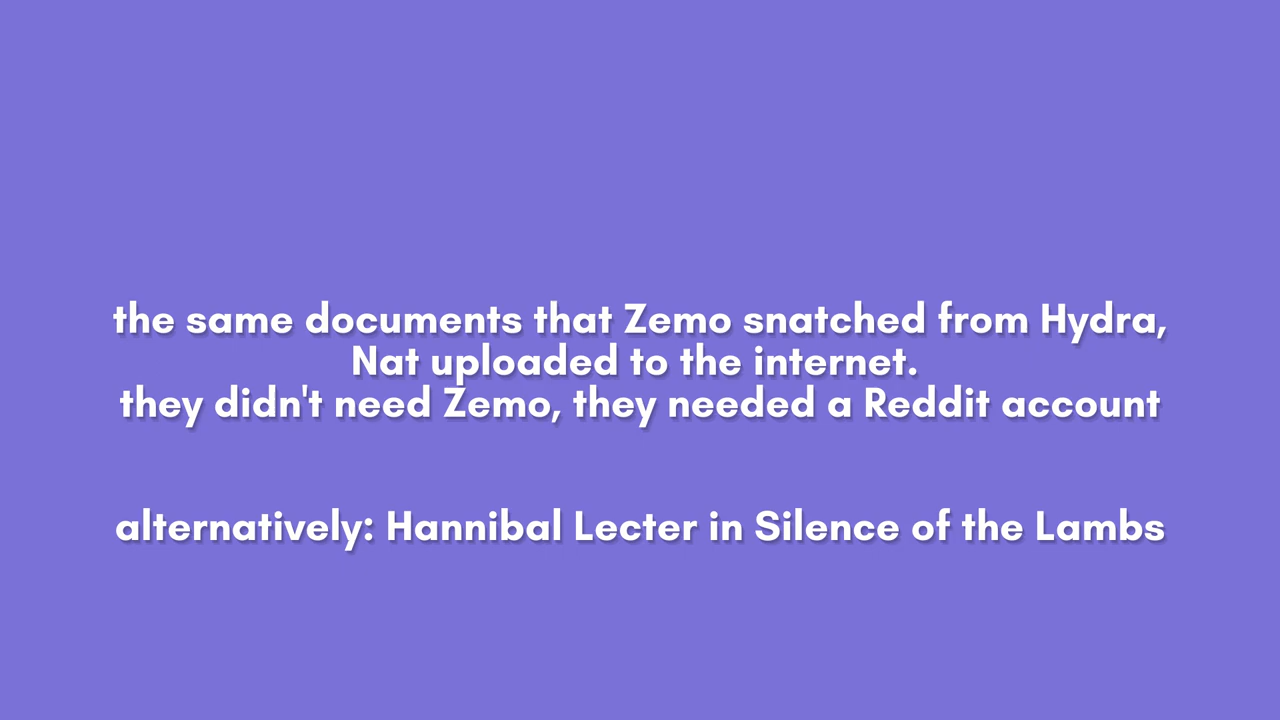 the same documents that Zemo snatched from Hydra,
Nat uploaded to the internet.
they didn't need Zemo, they needed a Reddit account
alternatively: Hannibal Lecter in Silence of the Lambs